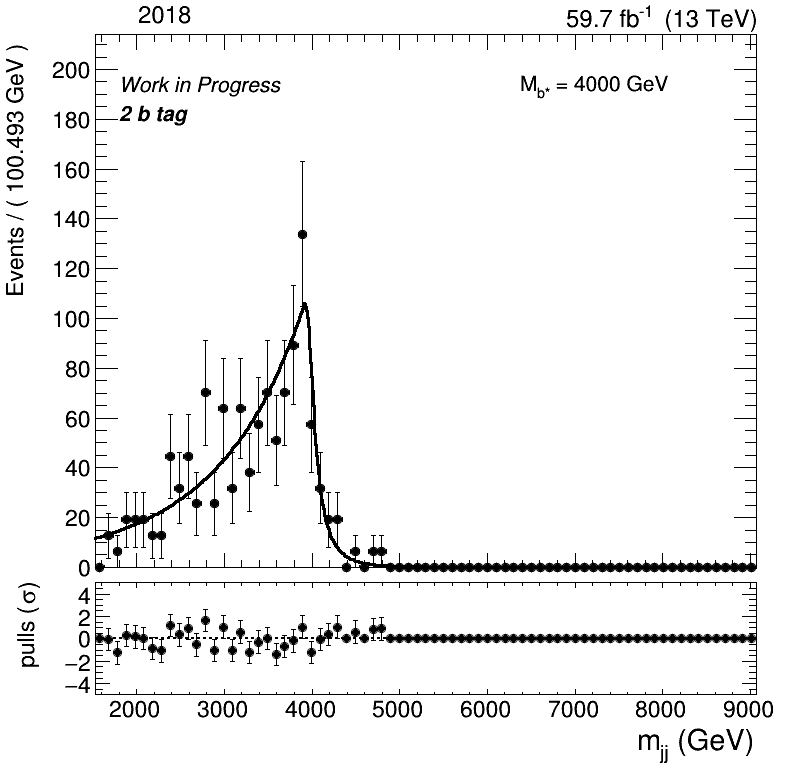 2018
59.7 fb-1 (13 TeV)
Events / ( 100.493 GeV )
200
180
160
140
120
100
80
60
40
20
0
Work in Progress
2 b tag
Mb* = 4000 GeV
pulls (σ)
4
2
0
−2
−4
2000 3000 4000 5000 6000 7000 8000 9000
mjj (GeV)